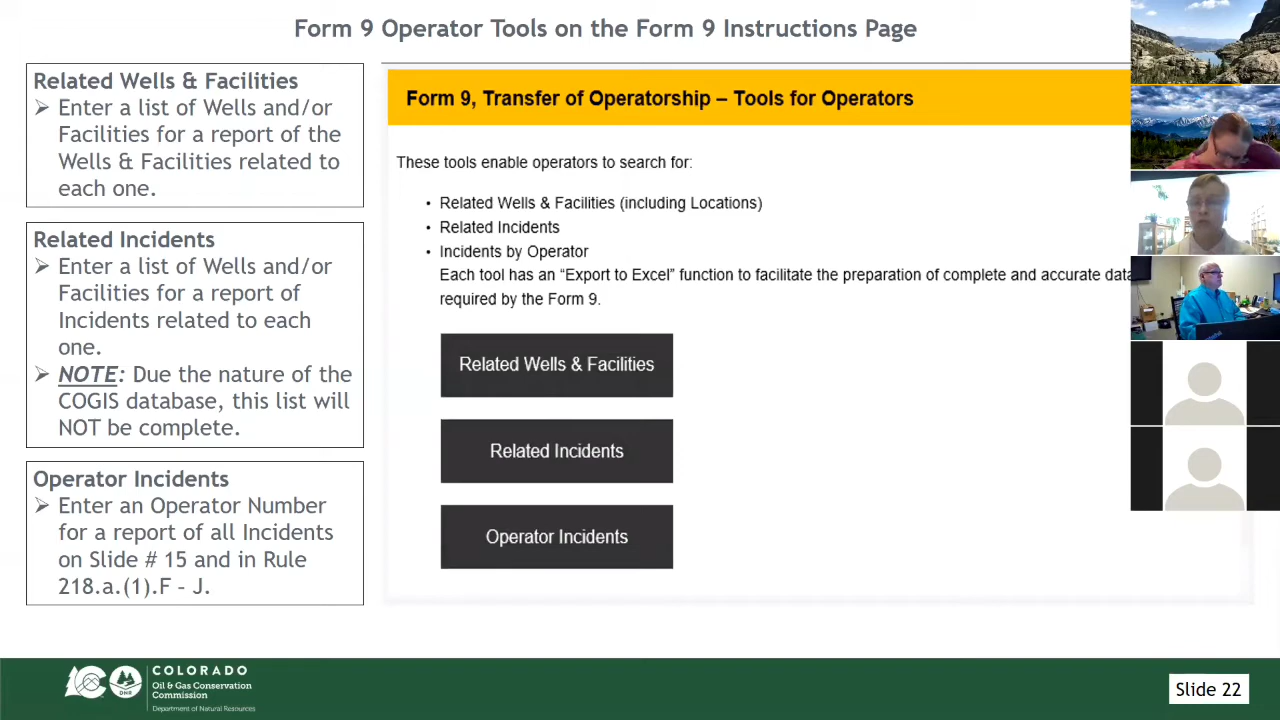 Form 9 Operator Tools on the Form 9 Instructions Page
Related Wells & Facilities
➢ Enter a list of Wells and/or
Facilities for a report of the
Wells & Facilities related to
each one.
Related Incidents
➢ Enter a list of Wells and/or
Facilities for a report of
Incidents related to each
one.
➢ NOTE: Due the nature of the
COGIS database, this list will
NOT be complete.
Operator Incidents
➢ Enter an Operator Number
for a report of all Incidents
on Slide # 15 and in Rule
218.a.(1).F – J.
Form 9, Transfer of Operatorship – Tools for Operators
These tools enable operators to search for:
• Related Wells & Facilities (including Locations)
• Related Incidents
• Incidents by Operator
Each tool has an “Export to Excel” function to facilitate the preparation of complete and accurate data
required by the Form 9.
Related Wells & Facilities
Related Incidents
Operator Incidents
COLORADO
Oil & Gas Conservation
Commission
Department of Natural Resources
DNR
Slide 22